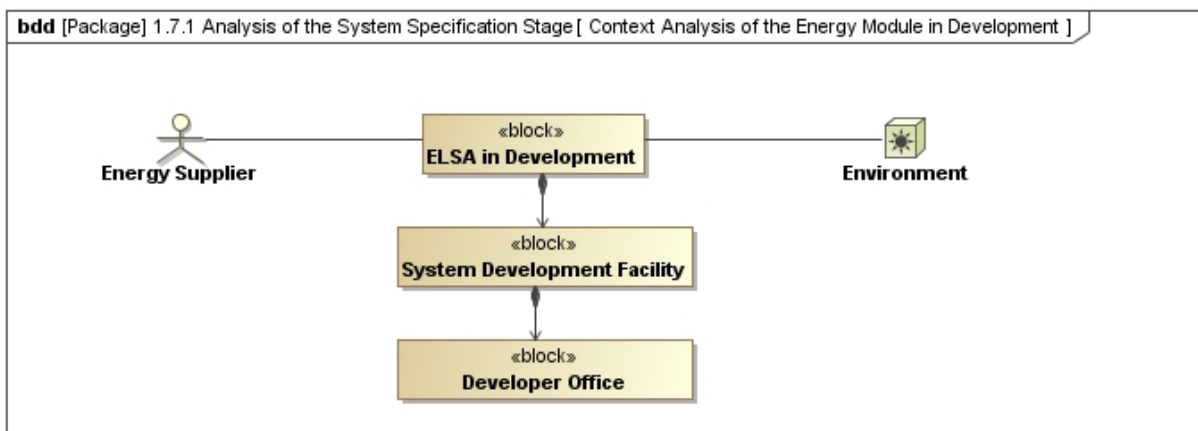 bdd [Package] 1.7.1 Analysis of the System Specification Stage [ Context Analysis of the Energy Module in Development ]
«block»
ELSA in Development
Energy Supplier
Environment
«block»
System Development Facility
«block»
Developer Office